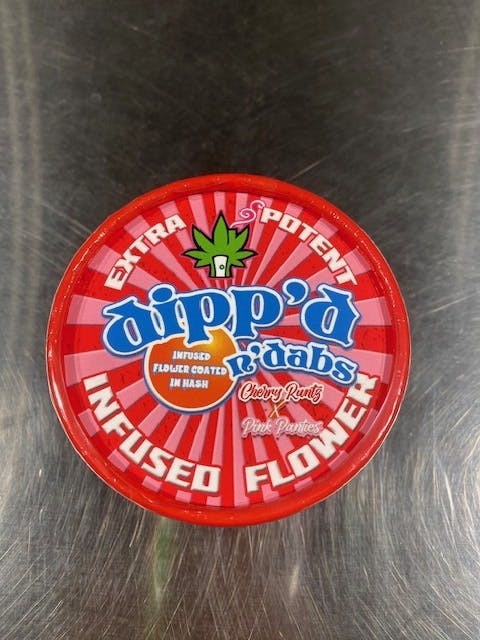 EXTRA POTENT
dipp'd
n'dabs
INFUSED
FLOWER COATED
IN HASH
Cherry Runtz
X
Pink Panties
INFUSED FLOWER